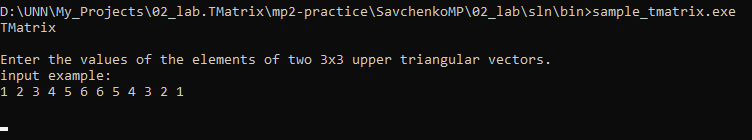 D:\UNN\My_Projects\02_lab.TMatrix\mp2-practice\SavchenkoMP\02_lab\sln\bin>sample_tmatrix.exe
TMatrix
Enter the values of the elements of two 3x3 upper triangular vectors.
input example:
1 2 3 4 5 6 6 5 4 3 2 1